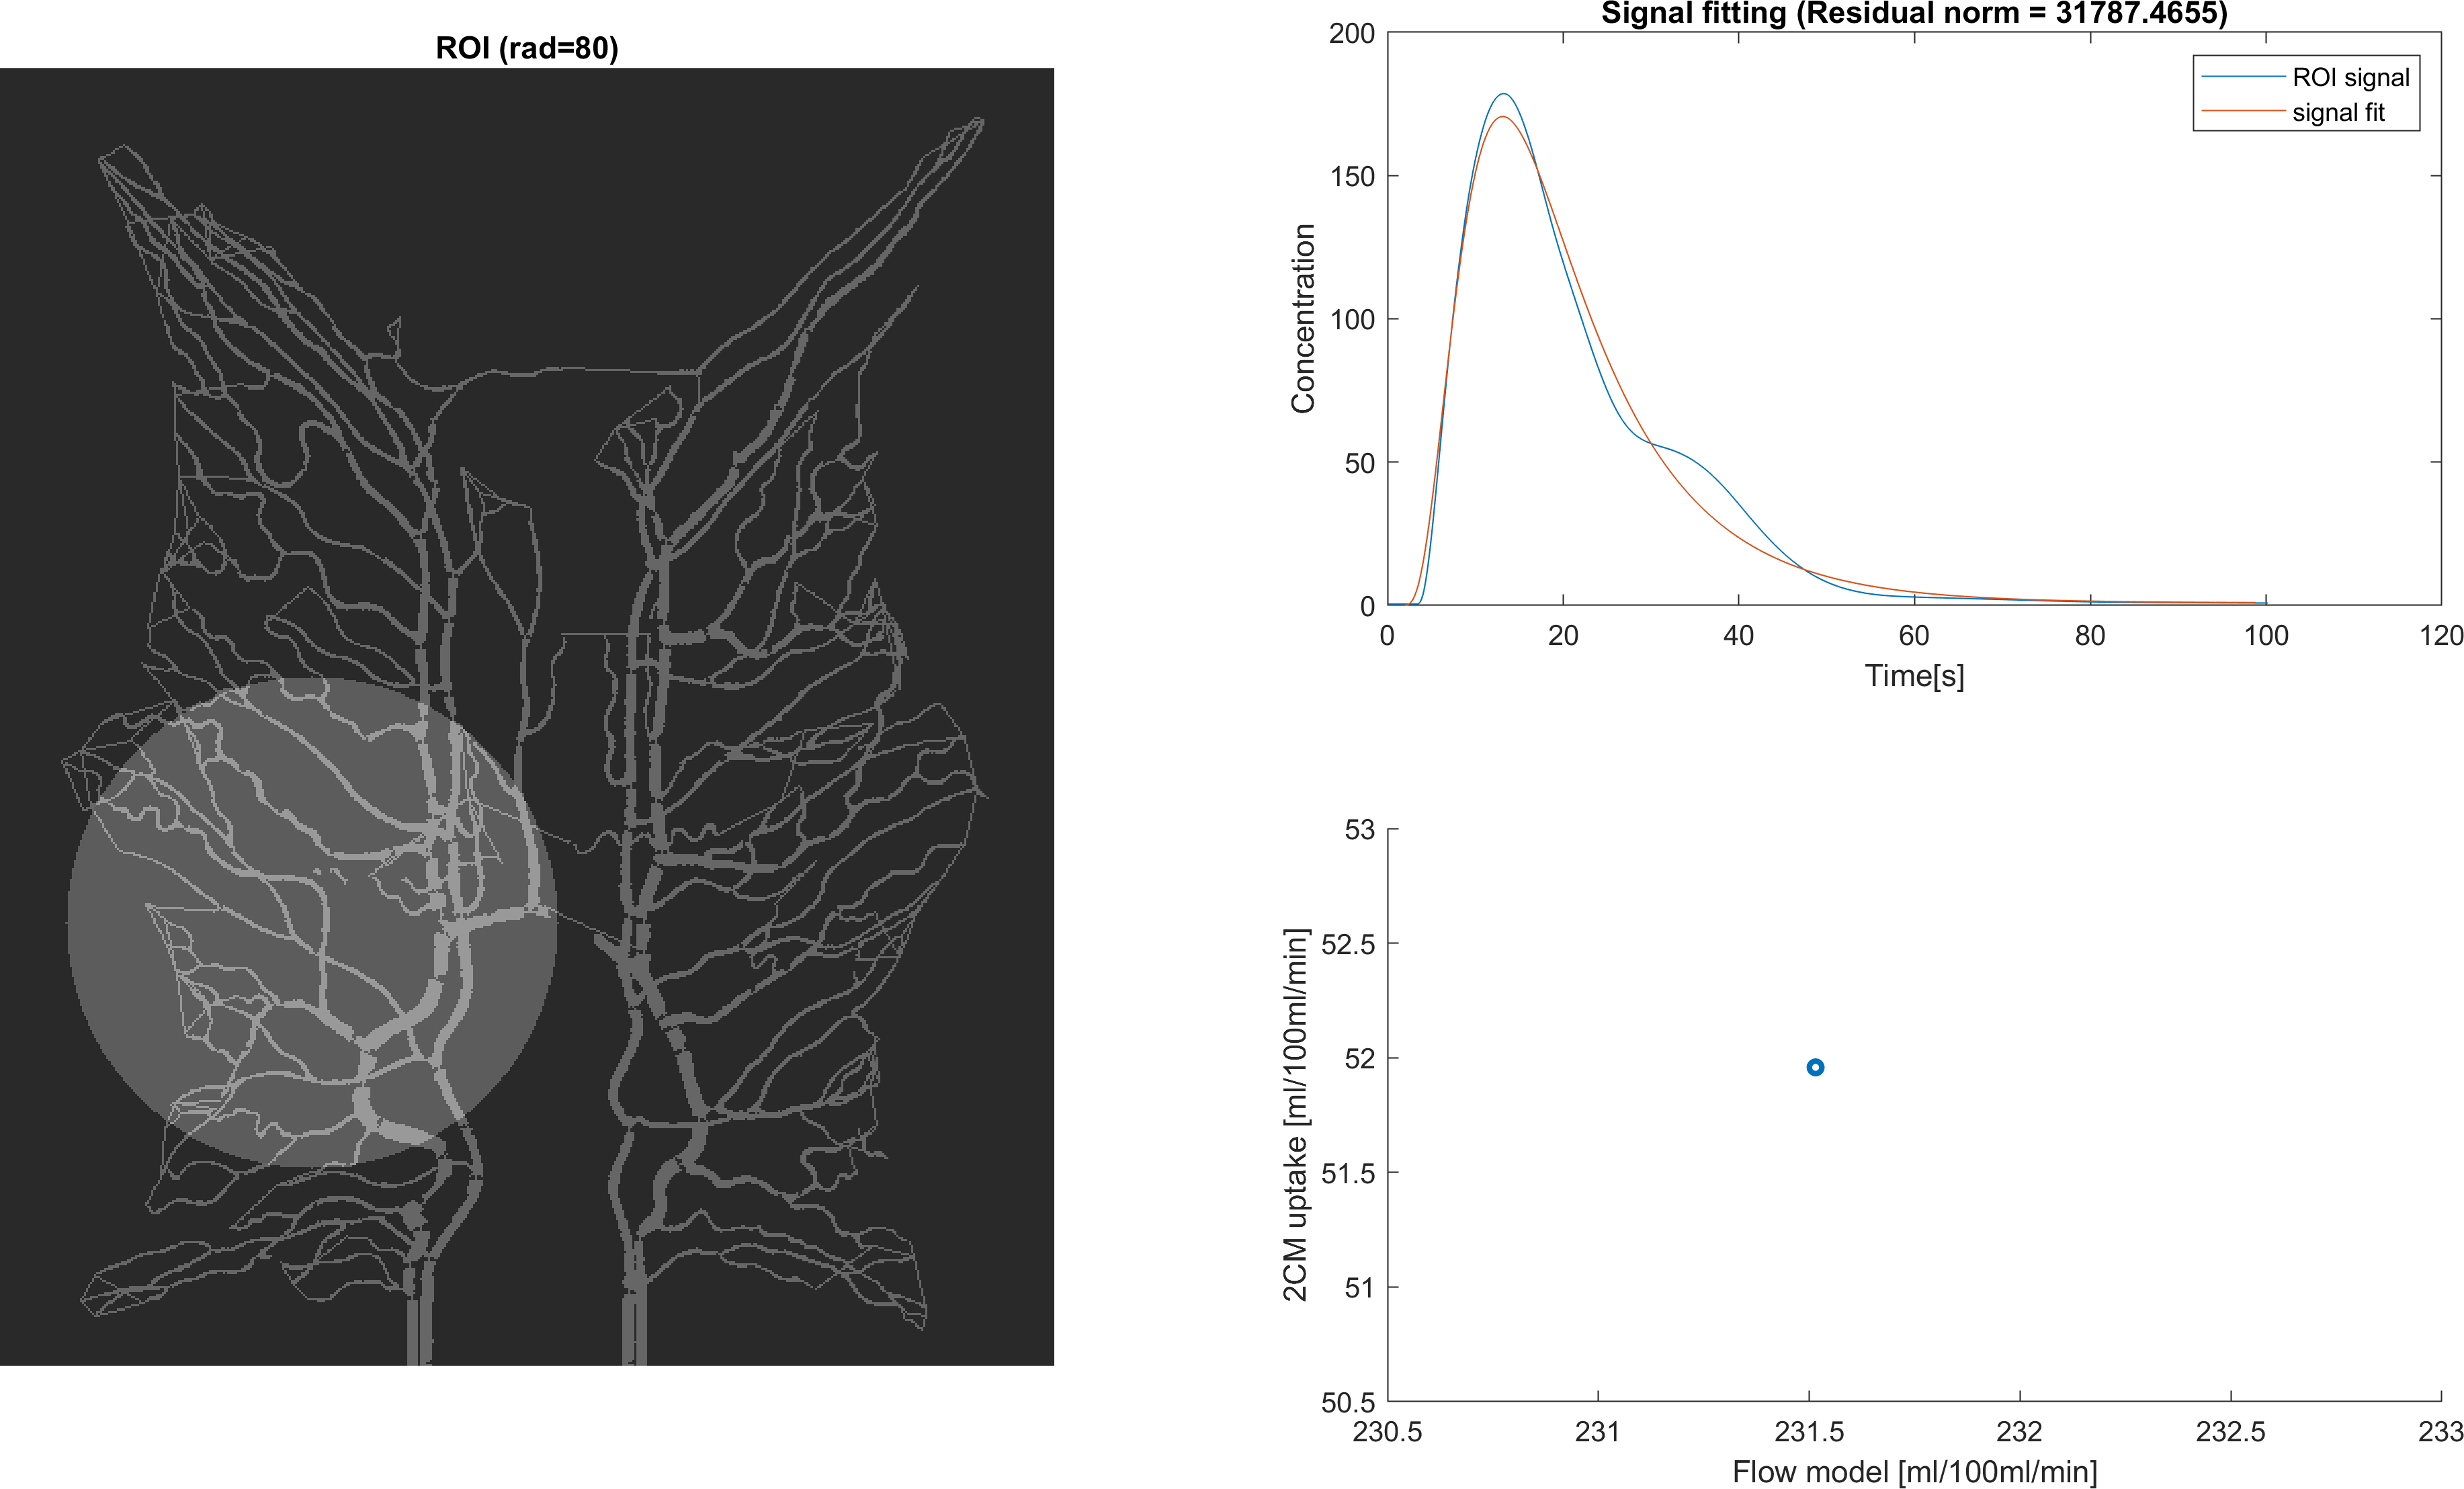 ROI (rad=80)
Signal fitting (Residual norm = 31787.4655)
200
150
100
50
0
Concentration
ROI signal
signal fit
0 20 40 60 80 100 120
Time[s]
53
52.5
52
51.5
51
50.5
2CM uptake [ml/100ml/min]
230.5 231 231.5 232 232.5 233
Flow model [ml/100ml/min]